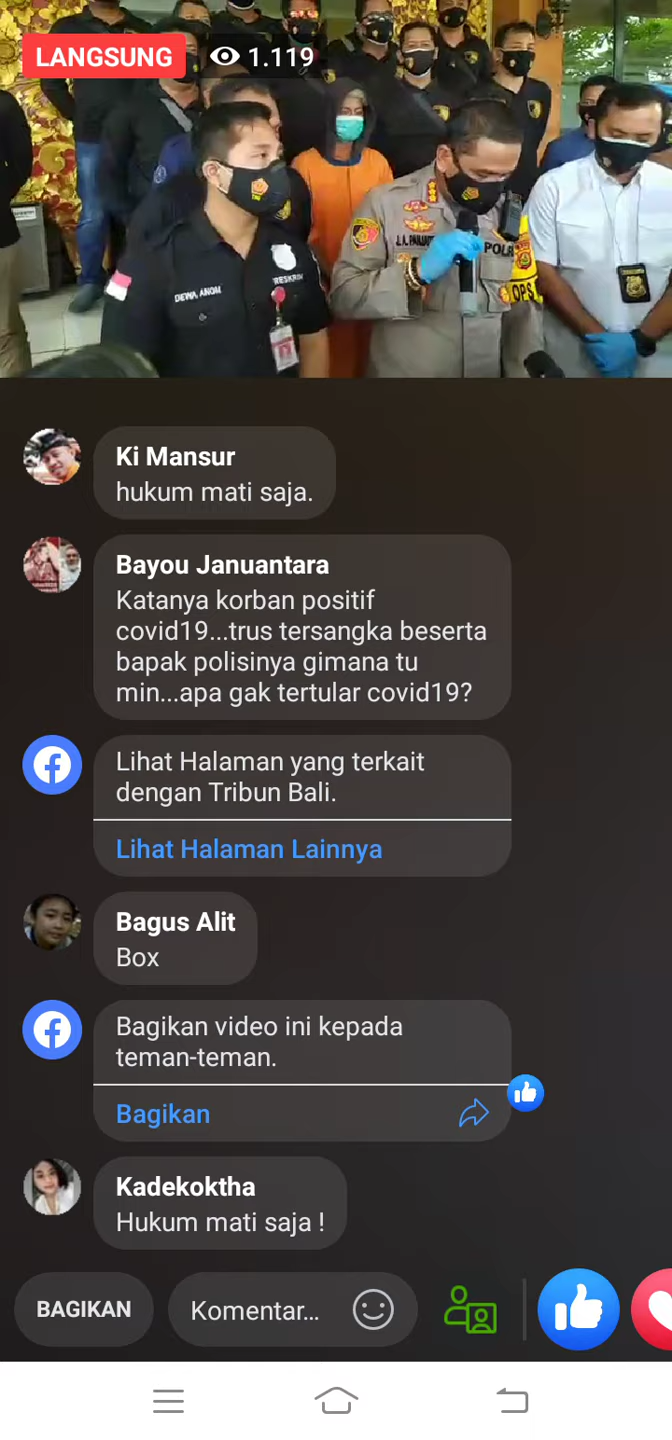 LANGSUNG 1.119
J.A. PANJAIT
POLR
RESKRIM
DEWA ANOM
OPS
Ki Mansur
hukum mati saja.
Bayou Januantara
Katanya korban positif
covid19...trus tersangka beserta
bapak polisinya gimana tu
min...apa gak tertular covid19?
Lihat Halaman yang terkait
dengan Tribun Bali.
Lihat Halaman Lainnya
Bagus Alit
Box
Bagikan video ini kepada
teman-teman.
Bagikan
Kadekoktha
Hukum mati saja !
BAGIKAN Komentar...